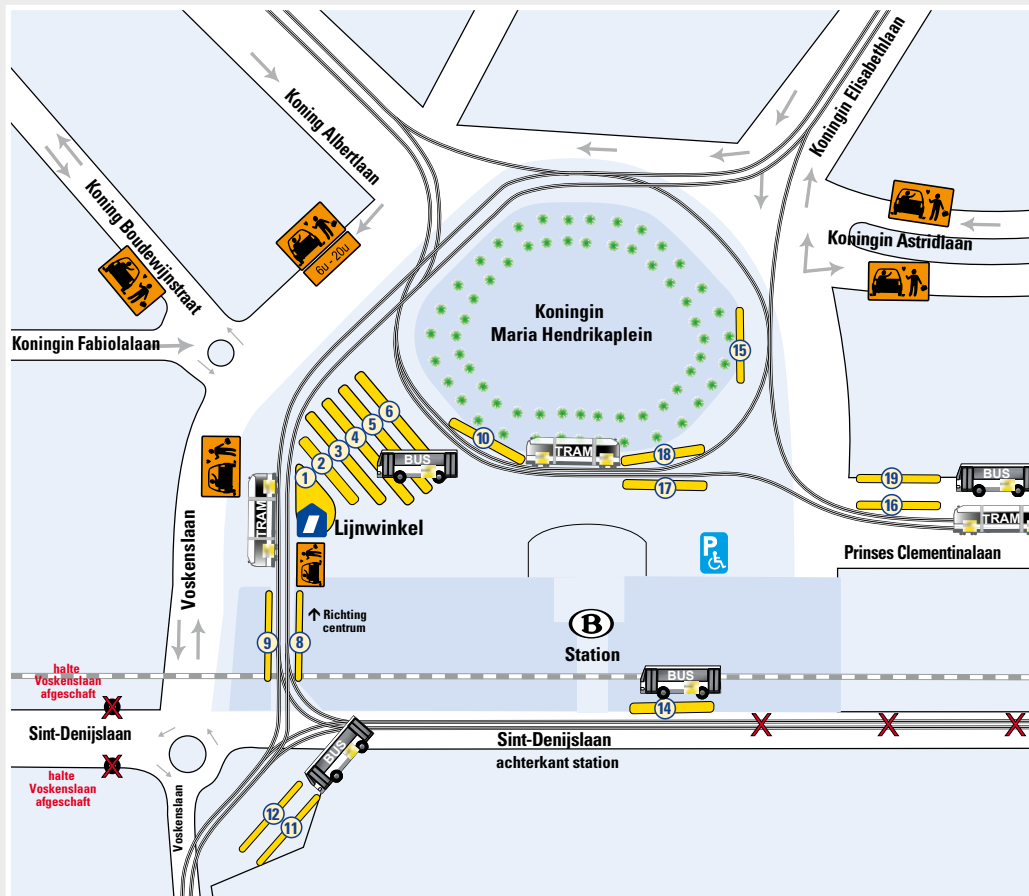 Koning Albertlaan
Koningin Elisabethlaan
Koning Boudewijnstraat
6u - 20u
Koningin Astridlaan
Koningin Fabiolalaan
Koningin
Maria Hendrikaplein
15
6
5
4
3
2
1
10
18
17
TRAM
BUS
19
16
BUS
TRAM
TRAM
Lijnwinkel
P
Prinses Clementinalaan
Voskenslaan
Richting
centrum
9
8
B
Station
BUS
14
halte
Voskenslaan
afgeschaft
Sint-Denijslaan
Sint-Denijslaan
achterkant station
halte
Voskenslaan
afgeschaft
BUS
Voskenslaan
12
11